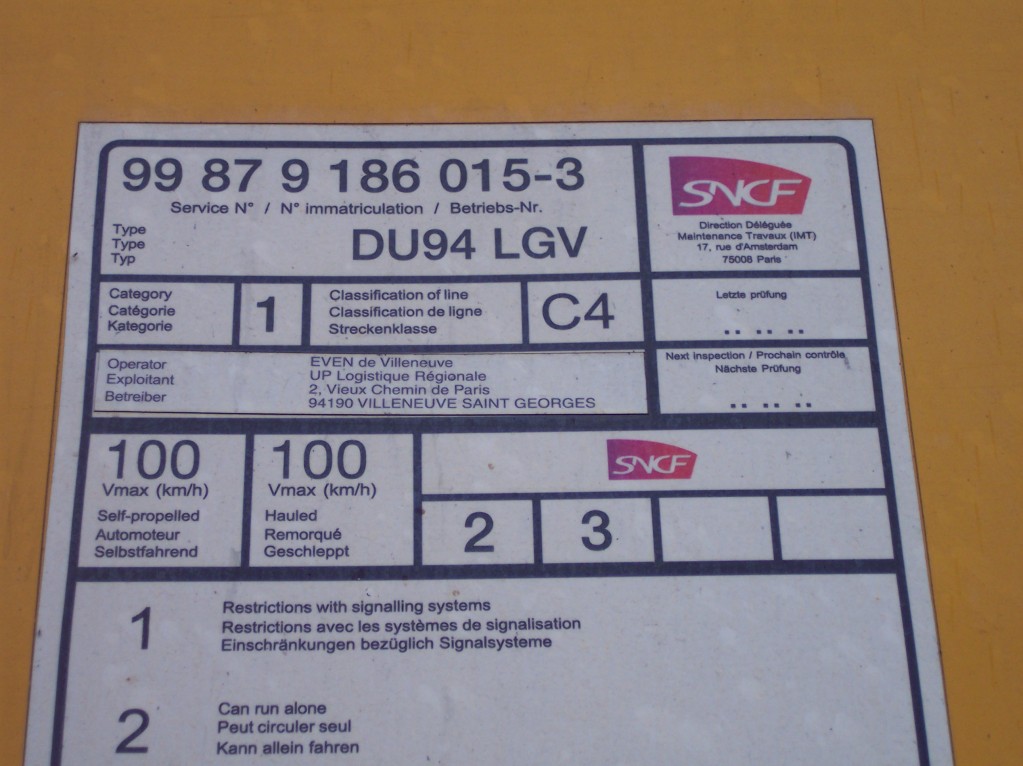 99 87 9 186 015-3
Service N° / N° immatriculation / Betriebs-Nr.
Type
Type
Typ
DU94 LGV
SNCF
Direction Déléguée
Maintenance Travaux (IMT)
17, rue d'Amsterdam
75008 Paris
Category
Catégorie
Kategorie
1
Classification of line
Classification de ligne
Streckenklasse
C4
Letzte prüfung
.. .. ..
Operator
Exploitant
Betreiber
EVEN de Villeneuve
UP Logistique Régionale
2, Vieux Chemin de Paris
94190 VILLENEUVE SAINT GEORGES
Next inspection / Prochain contrôle
Nächste Prüfung
.. .. ..
100
Vmax (km/h)
Self-propelled
Automoteur
Selbstfahrend
100
Vmax (km/h)
Hauled
Remorqué
Geschleppt
SNCF
2 3
1
Restrictions with signalling systems
Restrictions avec les systèmes de signalisation
Einschränkungen bezüglich Signalsysteme
2
Can run alone
Peut circuler seul
Kann allein fahren